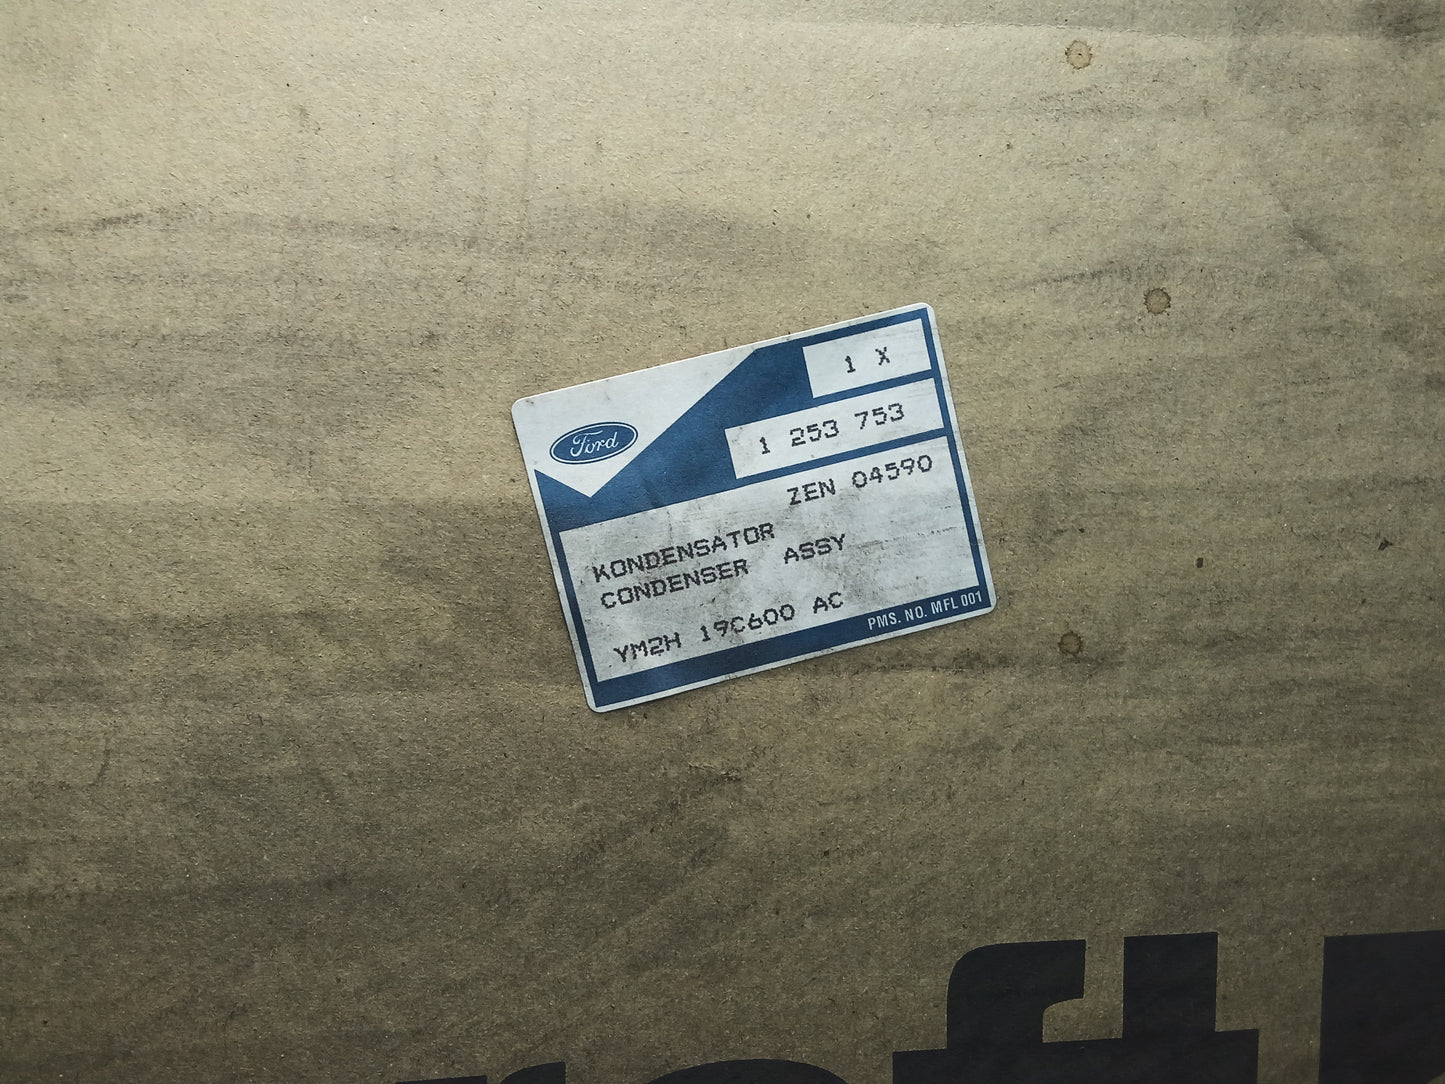 1 X
Ford
1 253 753
ZEN 04590
KONDENSATOR
CONDENSER ASSY
YM2H 19C600 AC
PMS. NO. MFL 001